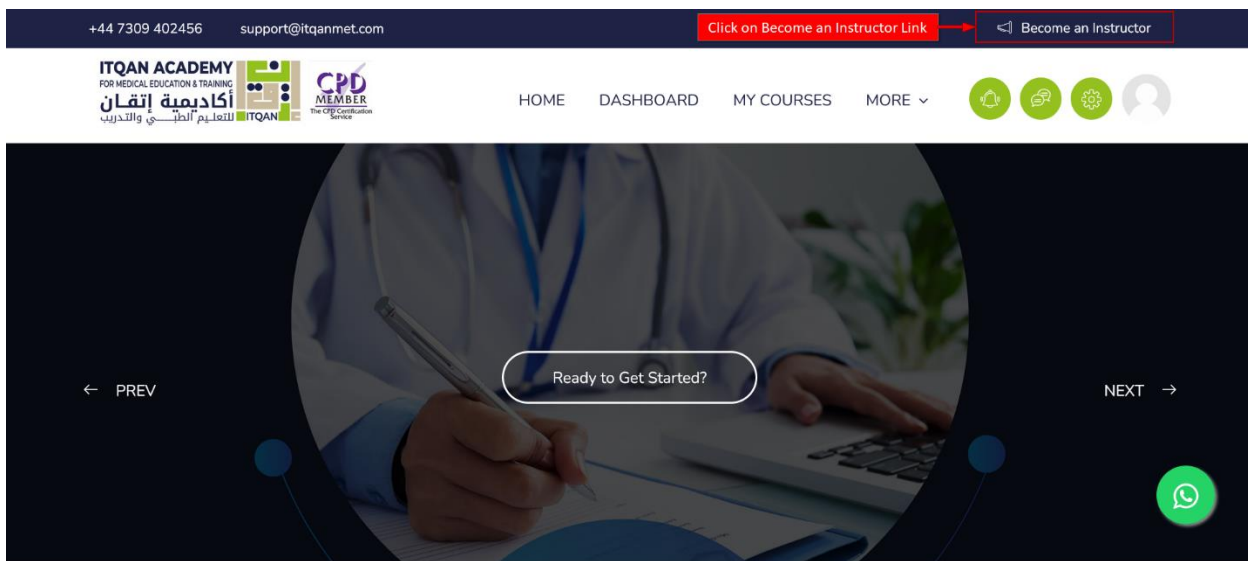 +44 7309 402456 support@itqanmet.com Click on Become an Instructor Link Become an Instructor
ITQAN ACADEMY
FOR MEDICAL EDUCATION & TRAINING
أكاديمية إتقان
للتعليم الطبـــي والتدريب
إتقان
ITQAN
CPD
MEMBER
The CPD Certification
Service
HOME DASHBOARD MY COURSES MORE
Ready to Get Started?
← PREV
NEXT →